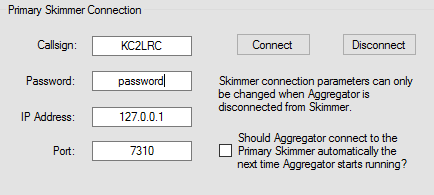 Primary Skimmer Connection
Callsign: KC2LRC Connect Disconnect
Password: password
Skimmer connection parameters can only
be changed when Aggregator is
disconnected from Skimmer.
IP Address: 127.0.0.1
Port: 7310
Should Aggregator connect to the
Primary Skimmer automatically the
next time Aggregator starts running?